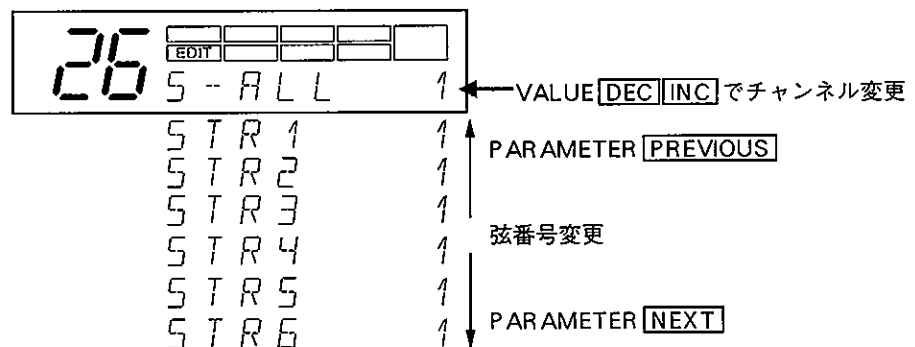 26
EDIT
S--ALL 1
VALUE DEC INC でチャンネル変更
STR1 1
PARAMETER PREVIOUS
STR2 1
STR3 1
弦番号変更
STR4 1
STR5 1
PARAMETER NEXT
STR6 1